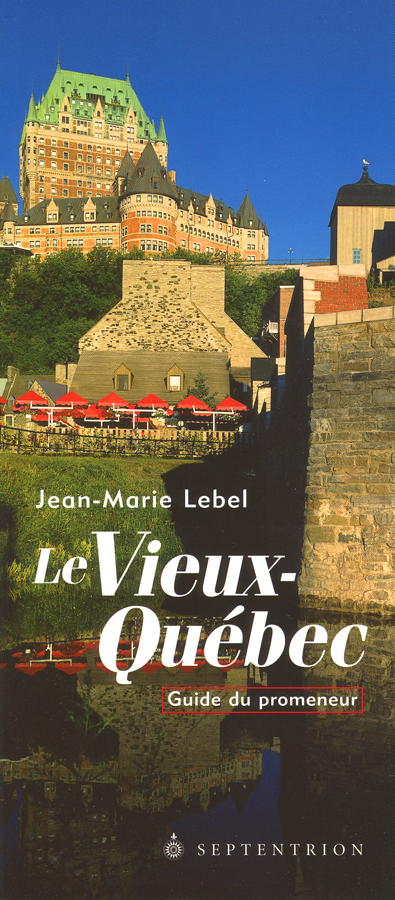 Jean-Marie Lebel
Le Vieux-
Québec
Guide du promeneur
SEPTENTRION